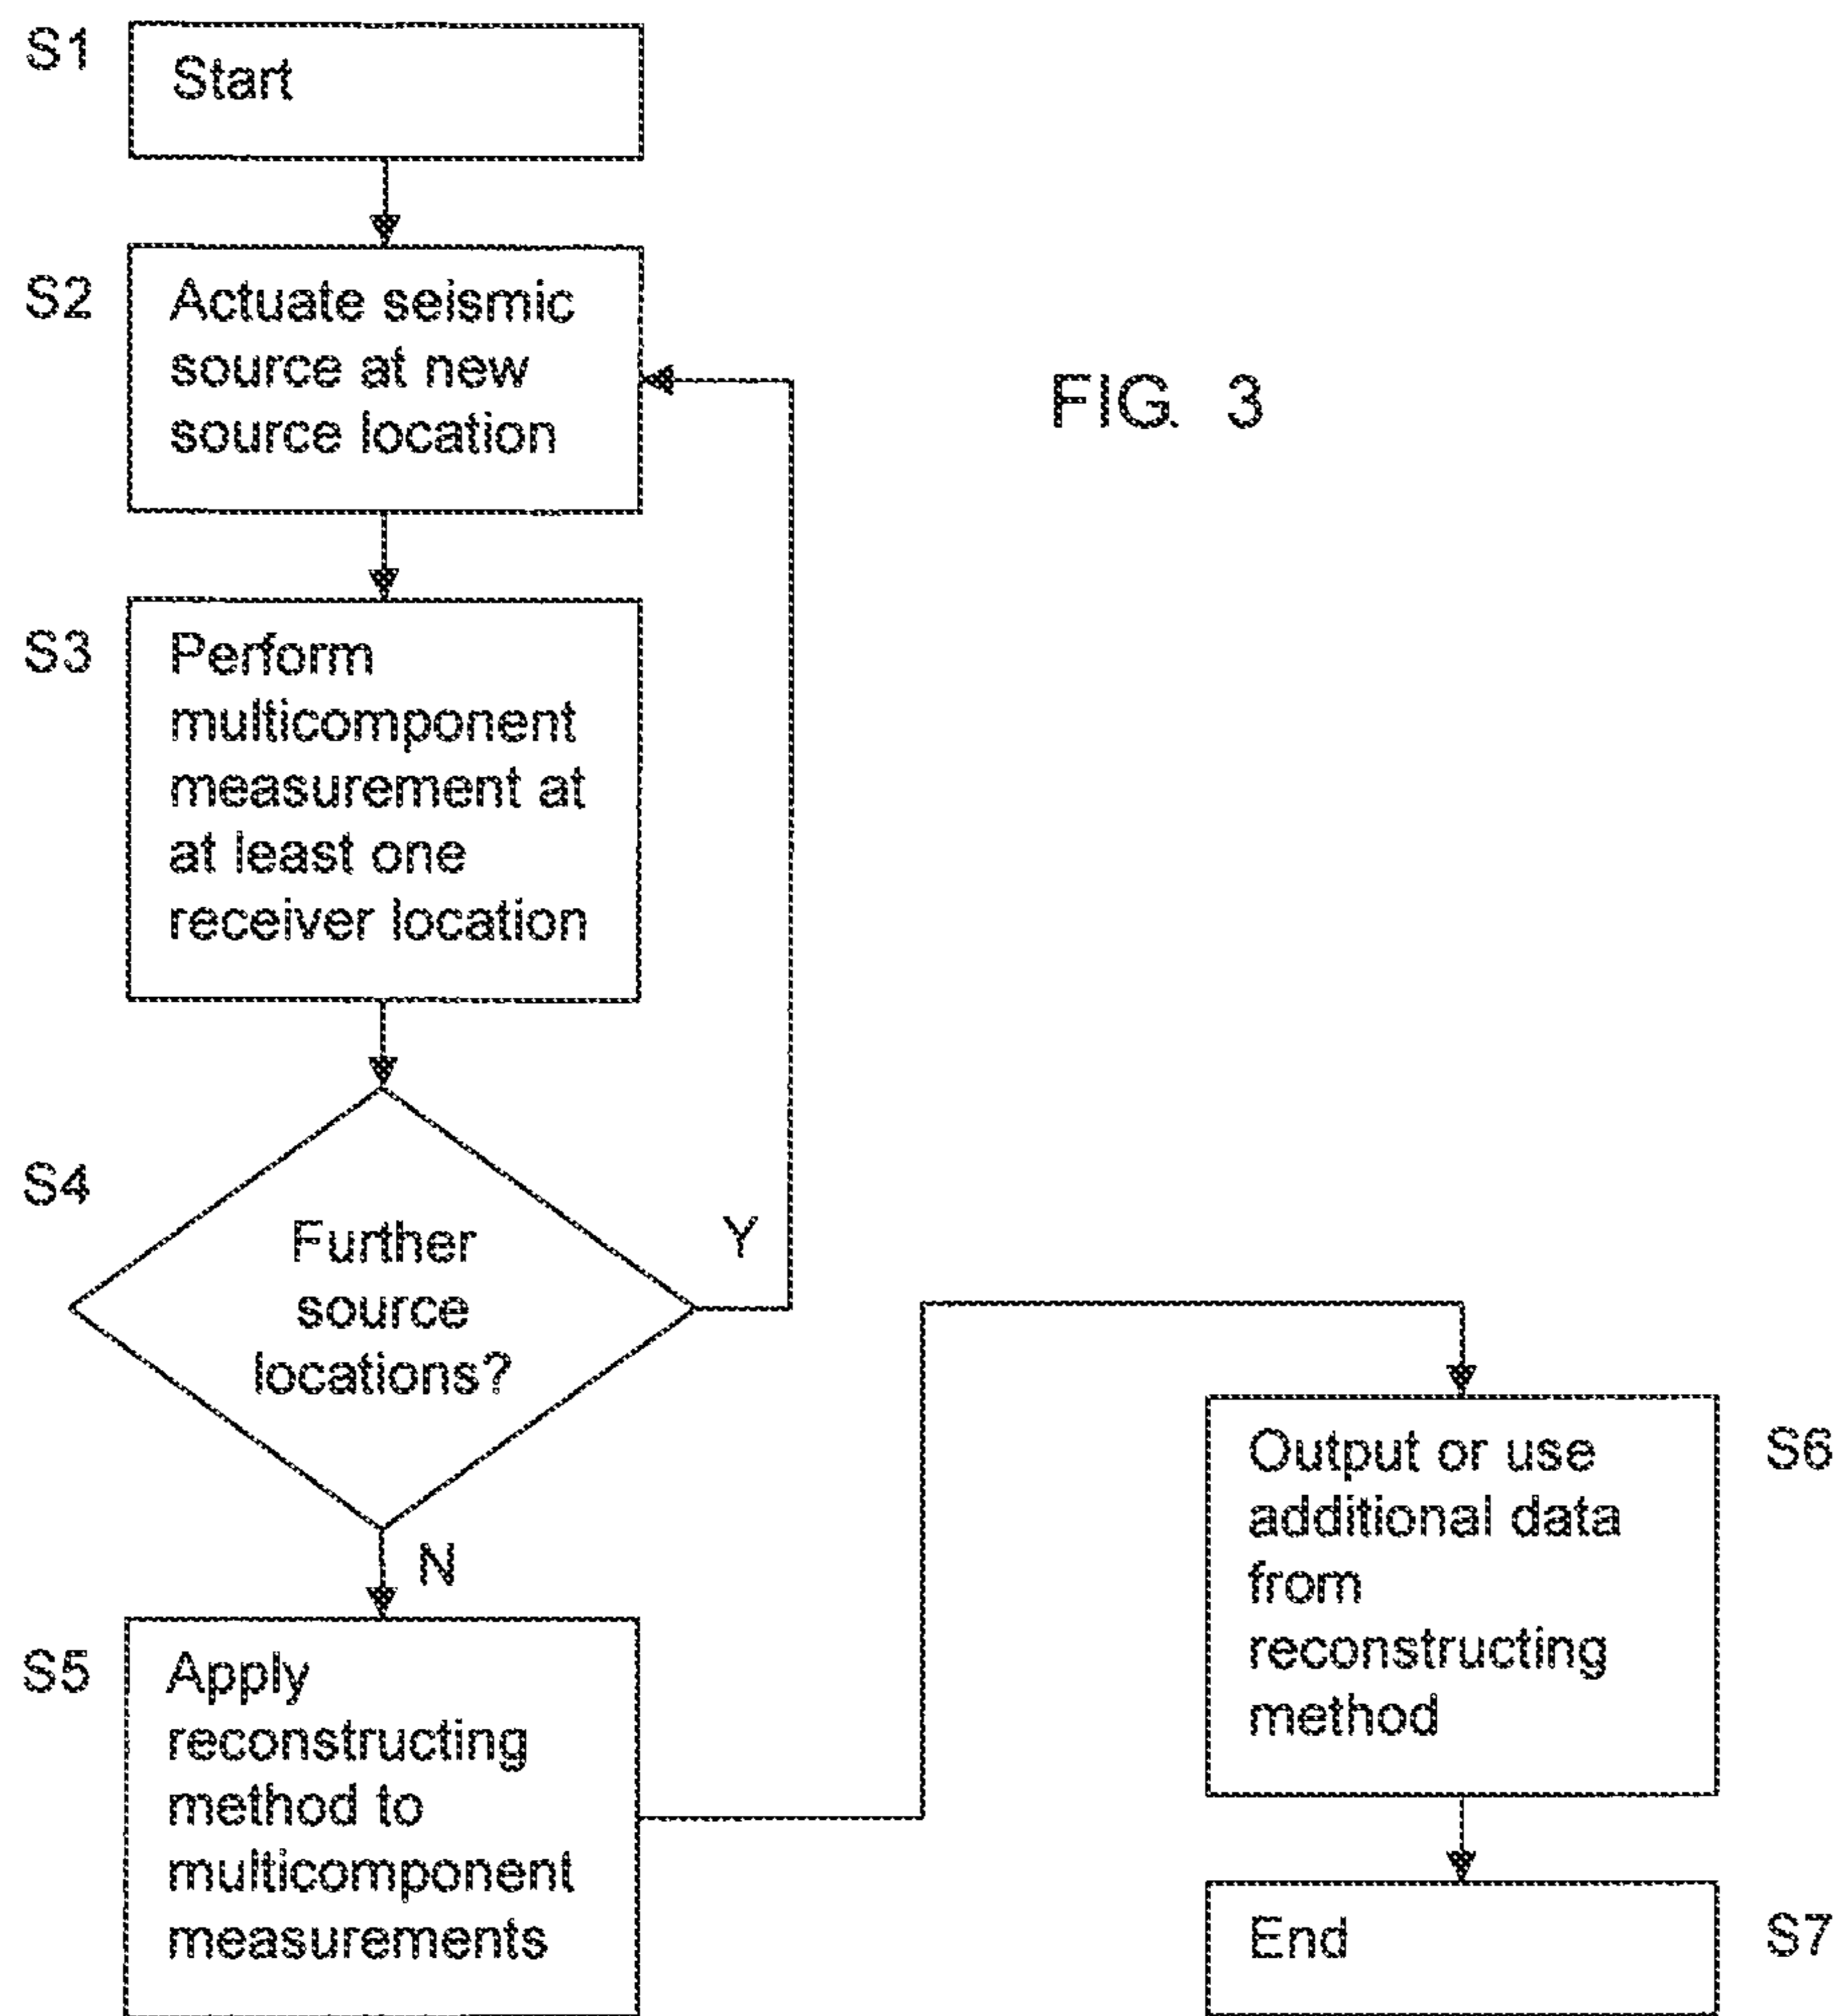 S1
Start
S2
Actuate seismic
source at new
source location
FIG. 3
S3
Perform
multicomponent
measurement at
at least one
receiver location
S4
Further
source
locations?
Y
N
S5
Apply
reconstructing
method to
multicomponent
measurements
Output or use
additional data
from
reconstructing
method
S6
End
S7